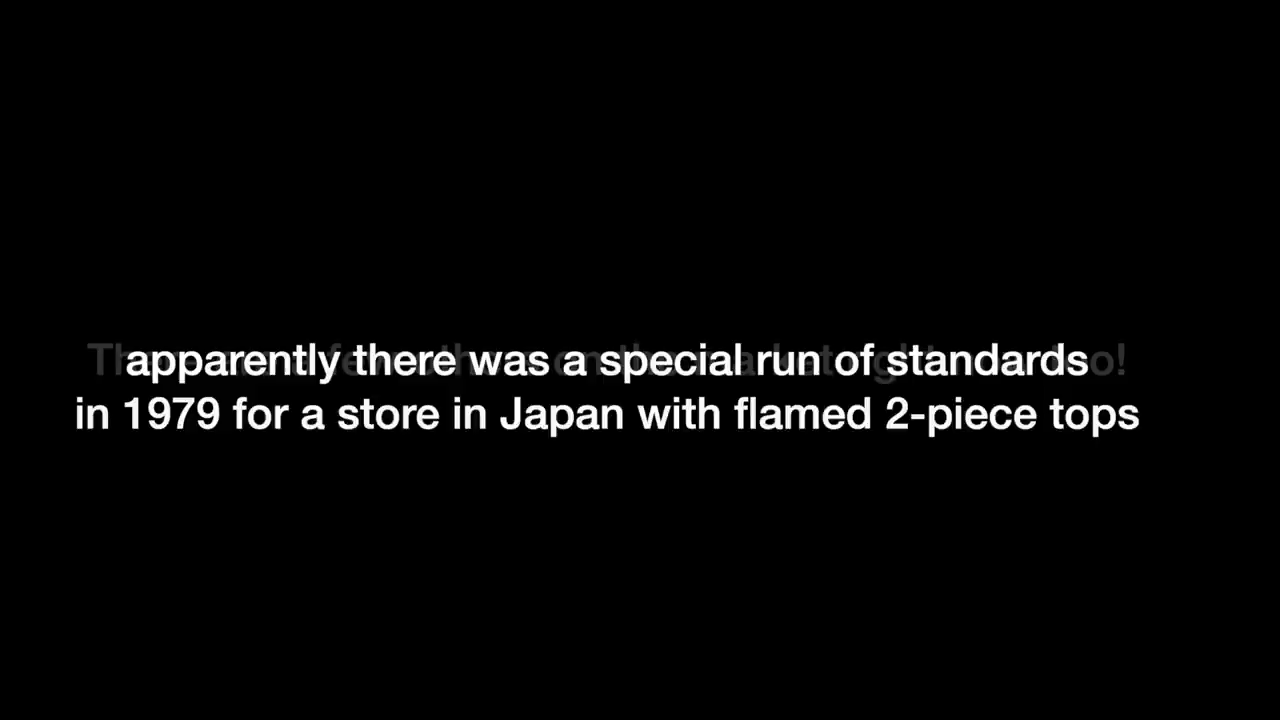 apparently there was a special run of standards
in 1979 for a store in Japan with flamed 2-piece tops